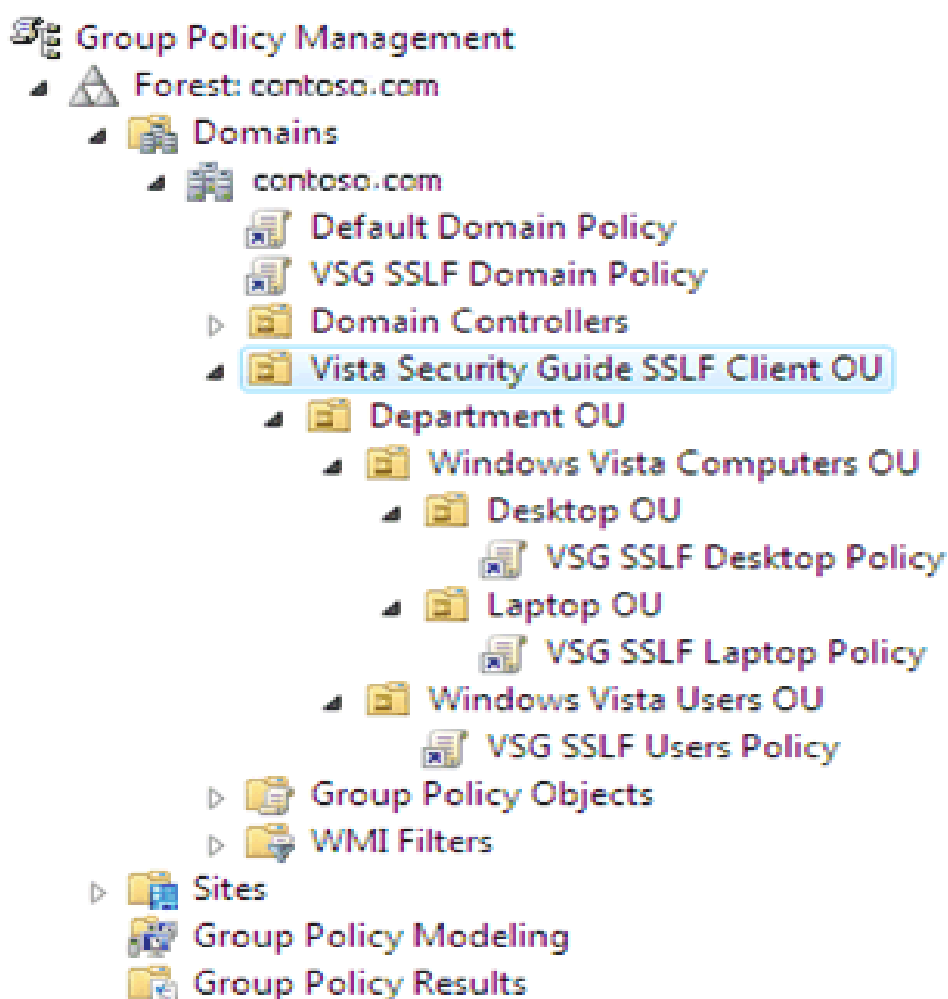 Group Policy Management
Forest: contoso.com
Domains
contoso.com
Default Domain Policy
VSG SSLF Domain Policy
Domain Controllers
Vista Security Guide SSLF Client OU
Department OU
Windows Vista Computers OU
Desktop OU
VSG SSLF Desktop Policy
Laptop OU
VSG SSLF Laptop Policy
Windows Vista Users OU
VSG SSLF Users Policy
Group Policy Objects
WMI Filters
Sites
Group Policy Modeling
Group Policy Results